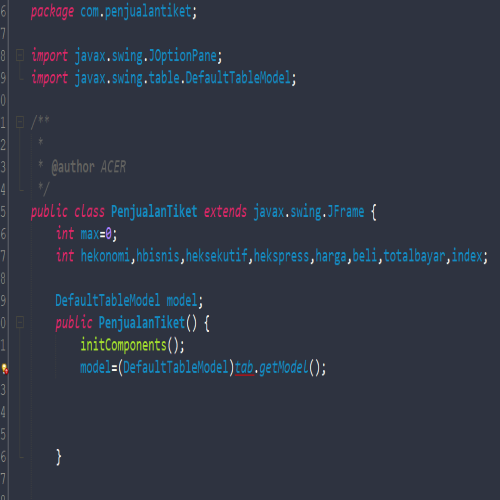 6 package com.penjualantiket;
7
8 import javax.swing.JOptionPane;
9 import javax.swing.table.DefaultTableModel;
0
1 /**
2 *
3 * @author ACER
4 */
5 public class PenjualanTiket extends javax.swing.JFrame {
6 int max=0;
7 int hekonomi,hbisnis,heksekutif,hekspress,harga,beli,totalbayar,index;
8
9 DefaultTableModel model;
0 public PenjualanTiket() {
1 initComponents();
model=(DefaultTableModel)tab.getModel();
3
4
5
6 }
7
8